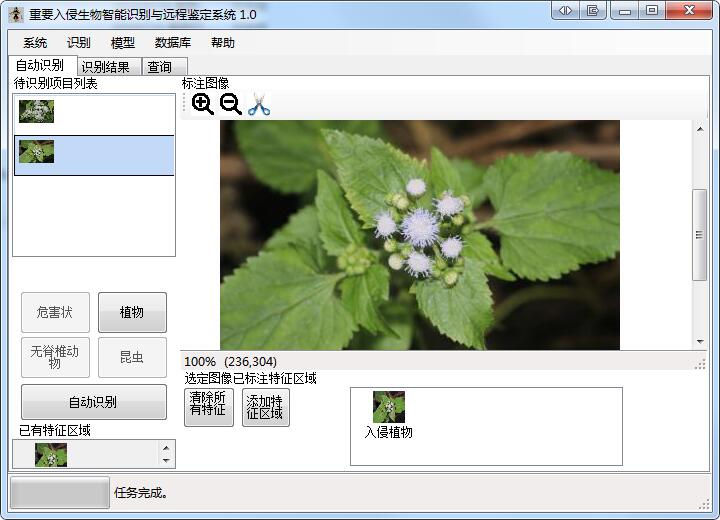 重要入侵生物智能识别与远程鉴定系统 1.0
系统 识别 模型 数据库 帮助
自动识别 识别结果 查询
待识别项目列表
标注图像
危害状
植物
无脊椎动
物
昆虫
自动识别
已有特征区域
100% (236,304)
选定图像已标注特征区域
清除所
有特征
添加特
征区域
入侵植物
任务完成。